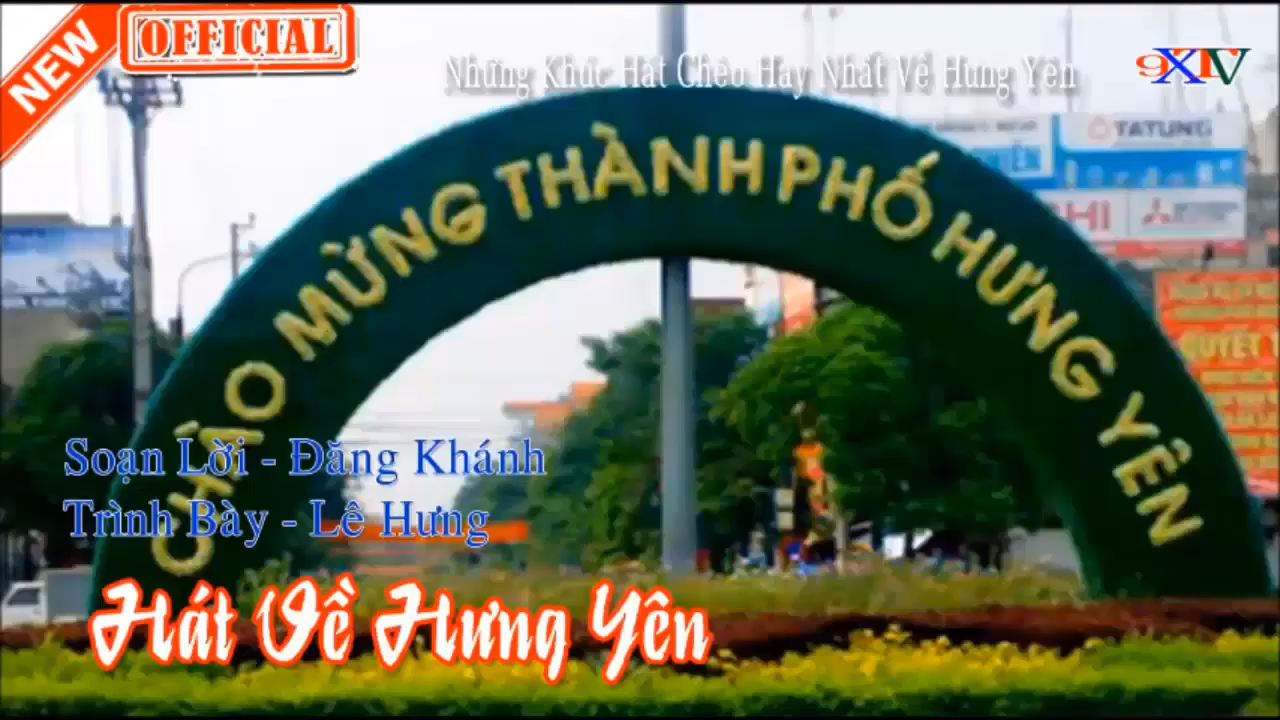 NEW
OFFICIAL
Những Khúc Hát Chèo Hay Nhất Về Hưng Yên
9XTV
TATUNG
CHÀO MỪNG THÀNH PHỐ HƯNG YÊN
QUYẾT
Soạn Lời - Đăng Khánh
Trình Bày - Lê Hưng
Hát Về Hưng Yên